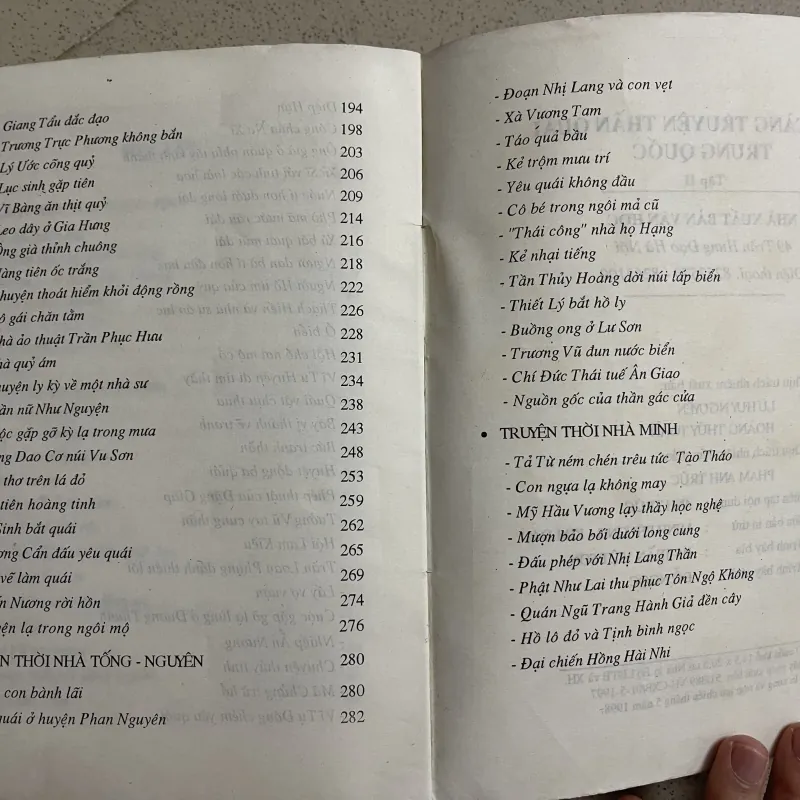 Giang Tẩu đắc đạo 194
Trương Trực Phương không bắn 198
Lý Ước cõng quỷ 203
Lục sinh gặp tiên 206
Vĩ Bàng ăn thịt quỷ 209
Leo dây ở Gia Hưng 214
Ông già thỉnh chuông 216
Nàng tiên ốc trắng 218
huyện thoát hiểm khỏi động rồng 222
ô gái chăn tằm 226
hà ảo thuật Trần Phục Hưu 228
hà quỷ ám 231
uyện ly kỳ về một nhà sư 234
ần nữ Như Nguyện 238
ộc gặp gỡ kỳ lạ trong mưa 243
ng Dao Cơ núi Vu Sơn 248
thơ trên lá đỏ 253
tiên hoàng tinh 259
Sinh bắt quái 262
ơng Cẩn đấu yêu quái 265
vẽ làm quái 269
n Nương rời hồn 274
yện lạ trong ngôi mộ 276
N THỜI NHÀ TỐNG - NGUYÊN 280
con bành lãi 280
quái ở huyện Phan Nguyên 282
- Đoạn Nhị Lang và con vẹt
- Xà Vương Tam
- Táo quả bầu
- Kẻ trộm mưu trí
- Yêu quái không đầu
- Cô bé trong ngôi mả cũ
- "Thái công" nhà họ Hạng
- Kẻ nhại tiếng
- Tần Thủy Hoàng dời núi lấp biển
- Thiết Lý bắt hồ ly
- Buồng ong ở Lư Sơn
- Trương Vũ đun nước biển
- Chí Đức Thái tuế Ân Giao
- Nguồn gốc của thần gác cửa
• TRUYỆN THỜI NHÀ MINH
- Tả Từ ném chén trêu tức Tào Tháo
- Con ngựa lạ không may
- Mỹ Hầu Vương lạy thầy học nghệ
- Mượn bảo bối dưới long cung
- Đấu phép với Nhị Lang Thần
- Phật Như Lai thu phục Tôn Ngộ Không
- Quán Ngũ Trang Hành Giả đền cây
- Hồ lô đỏ và Tịnh bình ngọc
- Đại chiến Hồng Hài Nhi